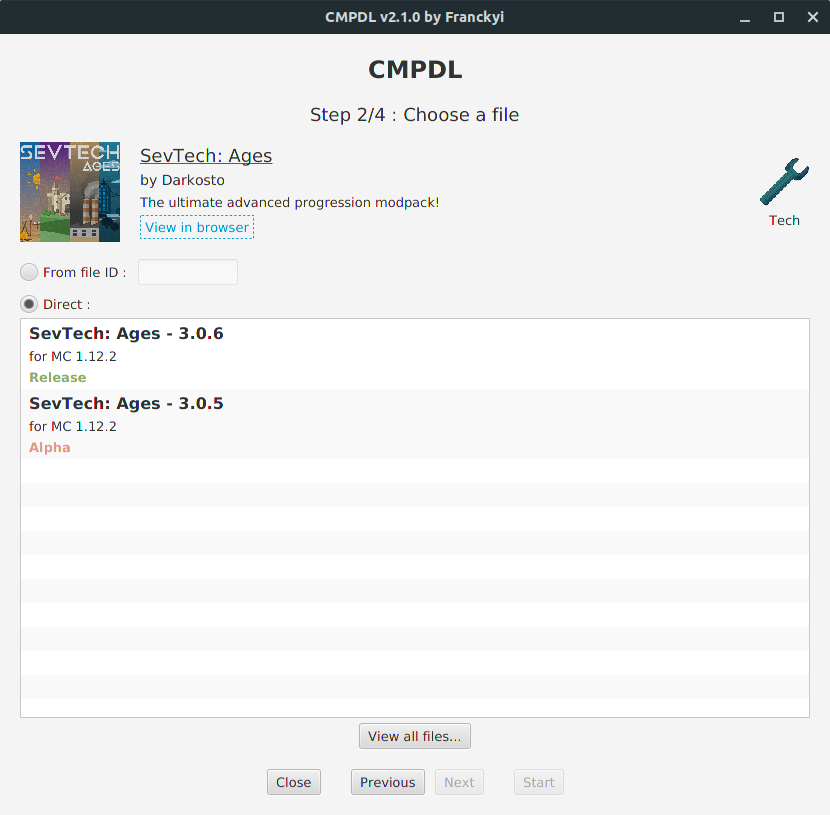 CMPDL v2.1.0 by Franckyi
CMPDL
Step 2/4 : Choose a file
SEVTECH
AGES
SevTech: Ages
by Darkosto
The ultimate advanced progression modpack!
View in browser
Tech
From file ID :
Direct :
SevTech: Ages - 3.0.6
for MC 1.12.2
Release
SevTech: Ages - 3.0.5
for MC 1.12.2
Alpha
View all files...
Close
Previous
Next
Start